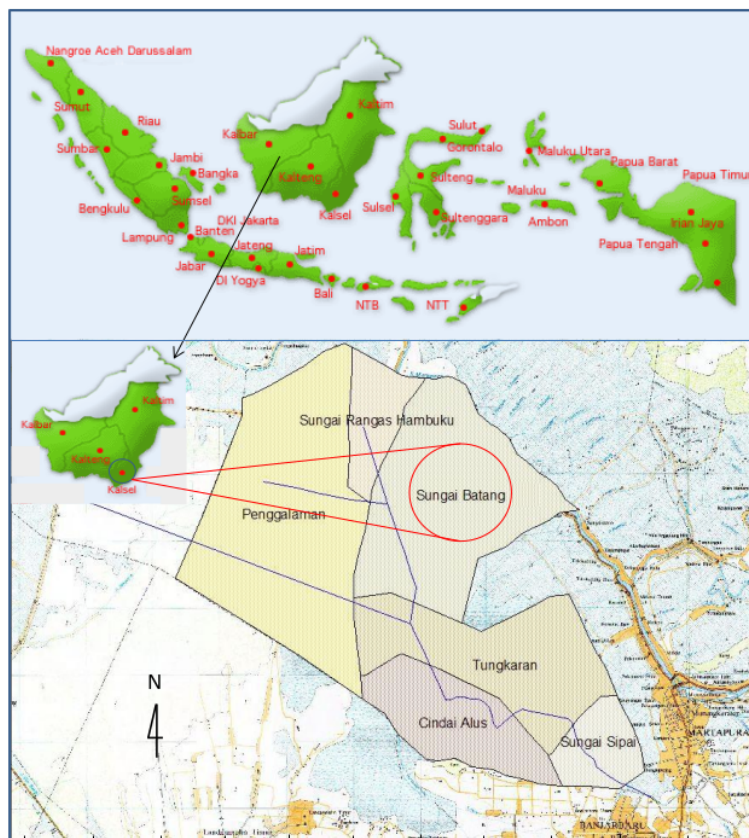 Nangroe Aceh Darussalam
Sumut
Riau
Sumbar
Jambi
Bangka
Sumsel
Bengkulu
Lampung
Banten
DKI Jakarta
Jabar
Jateng
DI Yogya
Jatim
Bali
NTB
NTT
Kalbar
Kaltim
Kalteng
Kalsel
Sulut
Gorontalo
Sulteng
Sulsel
Sultenggara
Maluku Utara
Maluku
Ambon
Papua Barat
Papua Timur
Irian Jaya
Papua Tengah
Kalbar
Kaltim
Kalteng
Kalsel
Sungai Rangas Hambuku
Sungai Batang
Penggalaman
Tungkaran
Cindai Alus
Sungai Sipai
N
MARTAPURA
BANJARBARU